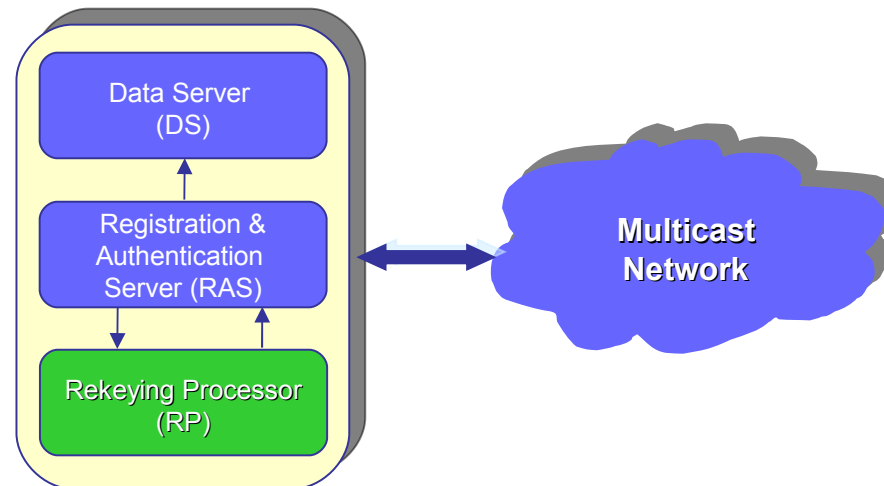 Data Server
(DS)
Registration &
Authentication
Server (RAS)
Rekeying Processor
(RP)
Multicast
Network